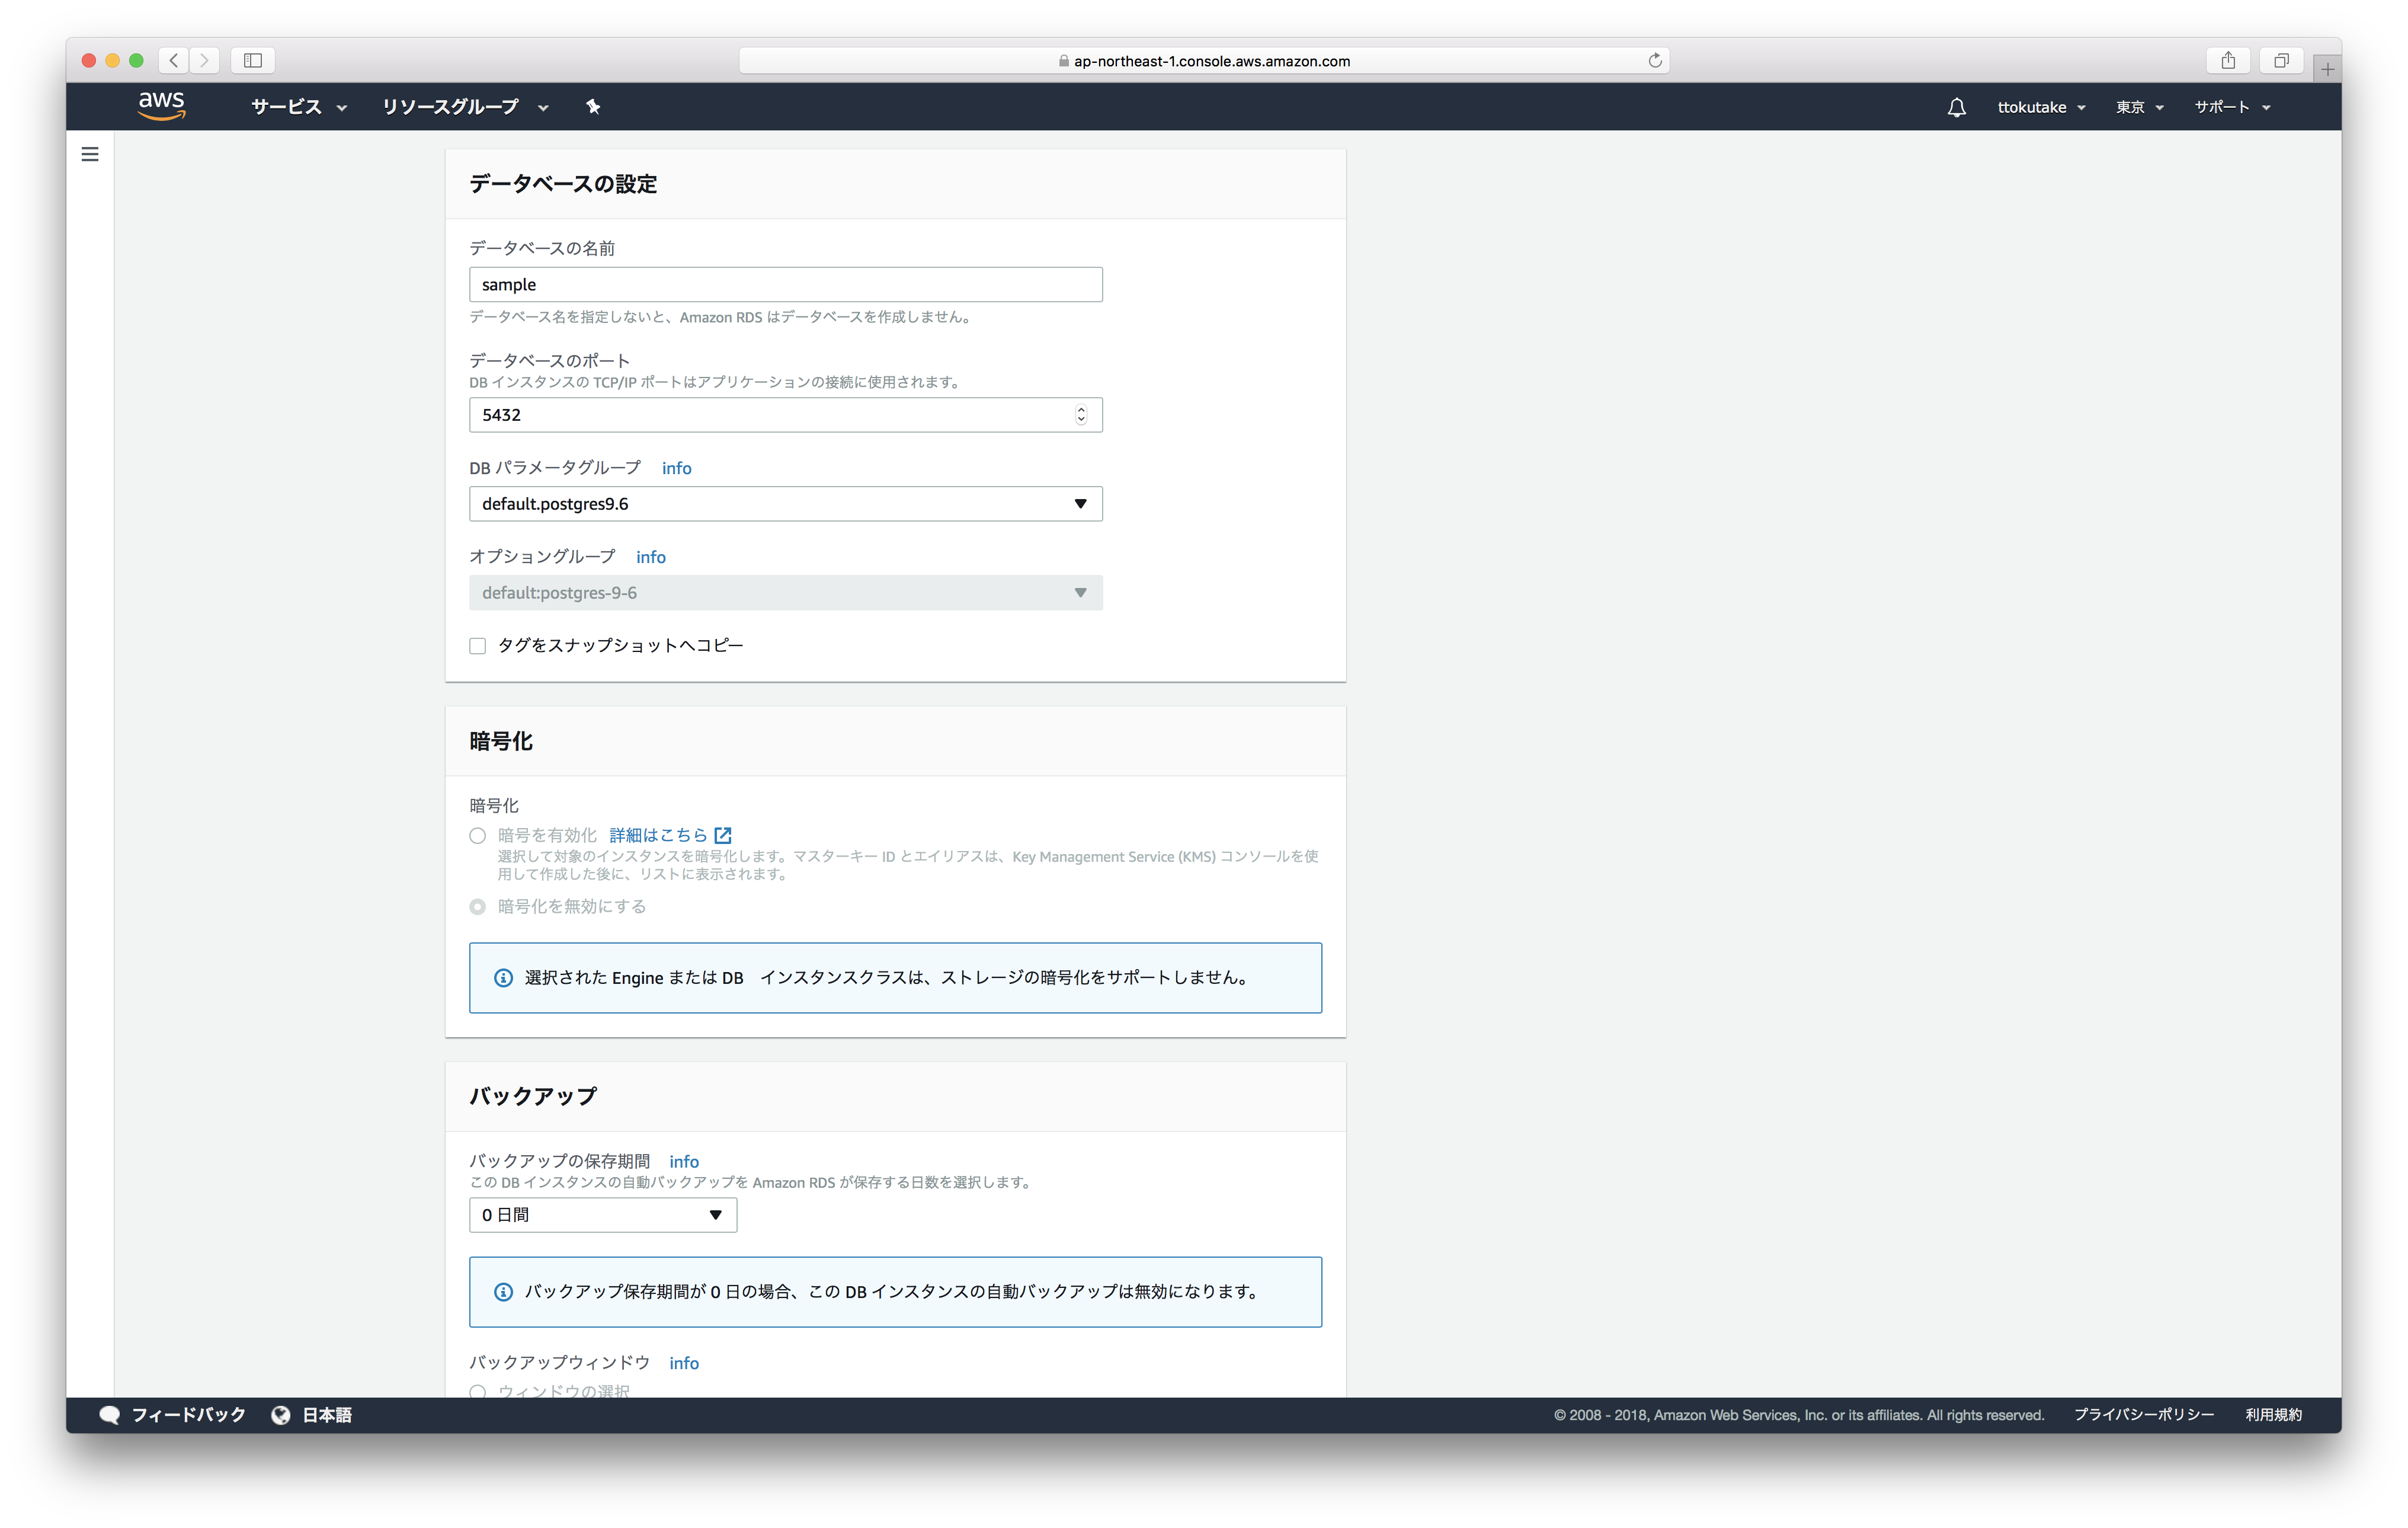 ap-northeast-1.console.aws.amazon.com
aws サービス リソースグループ ttokutake 東京 サポート
データベースの設定
データベースの名前
sample
データベース名を指定しないと、Amazon RDS はデータベースを作成しません。
データベースのポート
DB インスタンスの TCP/IP ポートはアプリケーションの接続に使用されます。
5432
DB パラメータグループ info
default.postgres9.6
オプショングループ info
default:postgres-9-6
タグをスナップショットへコピー
暗号化
暗号化
暗号を有効化 詳細はこちら
選択して対象のインスタンスを暗号化します。マスターキー ID とエイリアスは、Key Management Service (KMS) コンソールを使
用して作成した後に、リストに表示されます。
暗号化を無効にする
選択された Engine または DB　インスタンスクラスは、ストレージの暗号化をサポートしません。
バックアップ
バックアップの保存期間 info
この DB インスタンスの自動バックアップを Amazon RDS が保存する日数を選択します。
0 日間
バックアップ保存期間が 0 日の場合、この DB インスタンスの自動バックアップは無効になります。
バックアップウィンドウ info
ウィンドウの選択
フィードバック 日本語 © 2008 - 2018, Amazon Web Services, Inc. or its affiliates. All rights reserved. プライバシーポリシー 利用規約